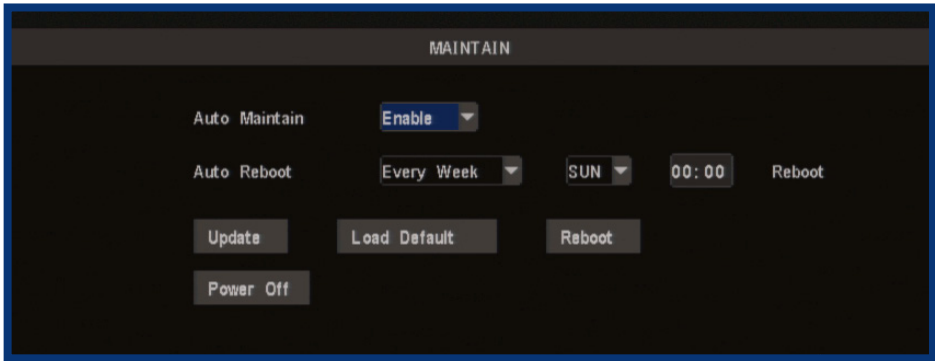 MAINTAIN
Auto Maintain Enable
Auto Reboot Every Week SUN 00:00 Reboot
Update Load Default Reboot
Power Off